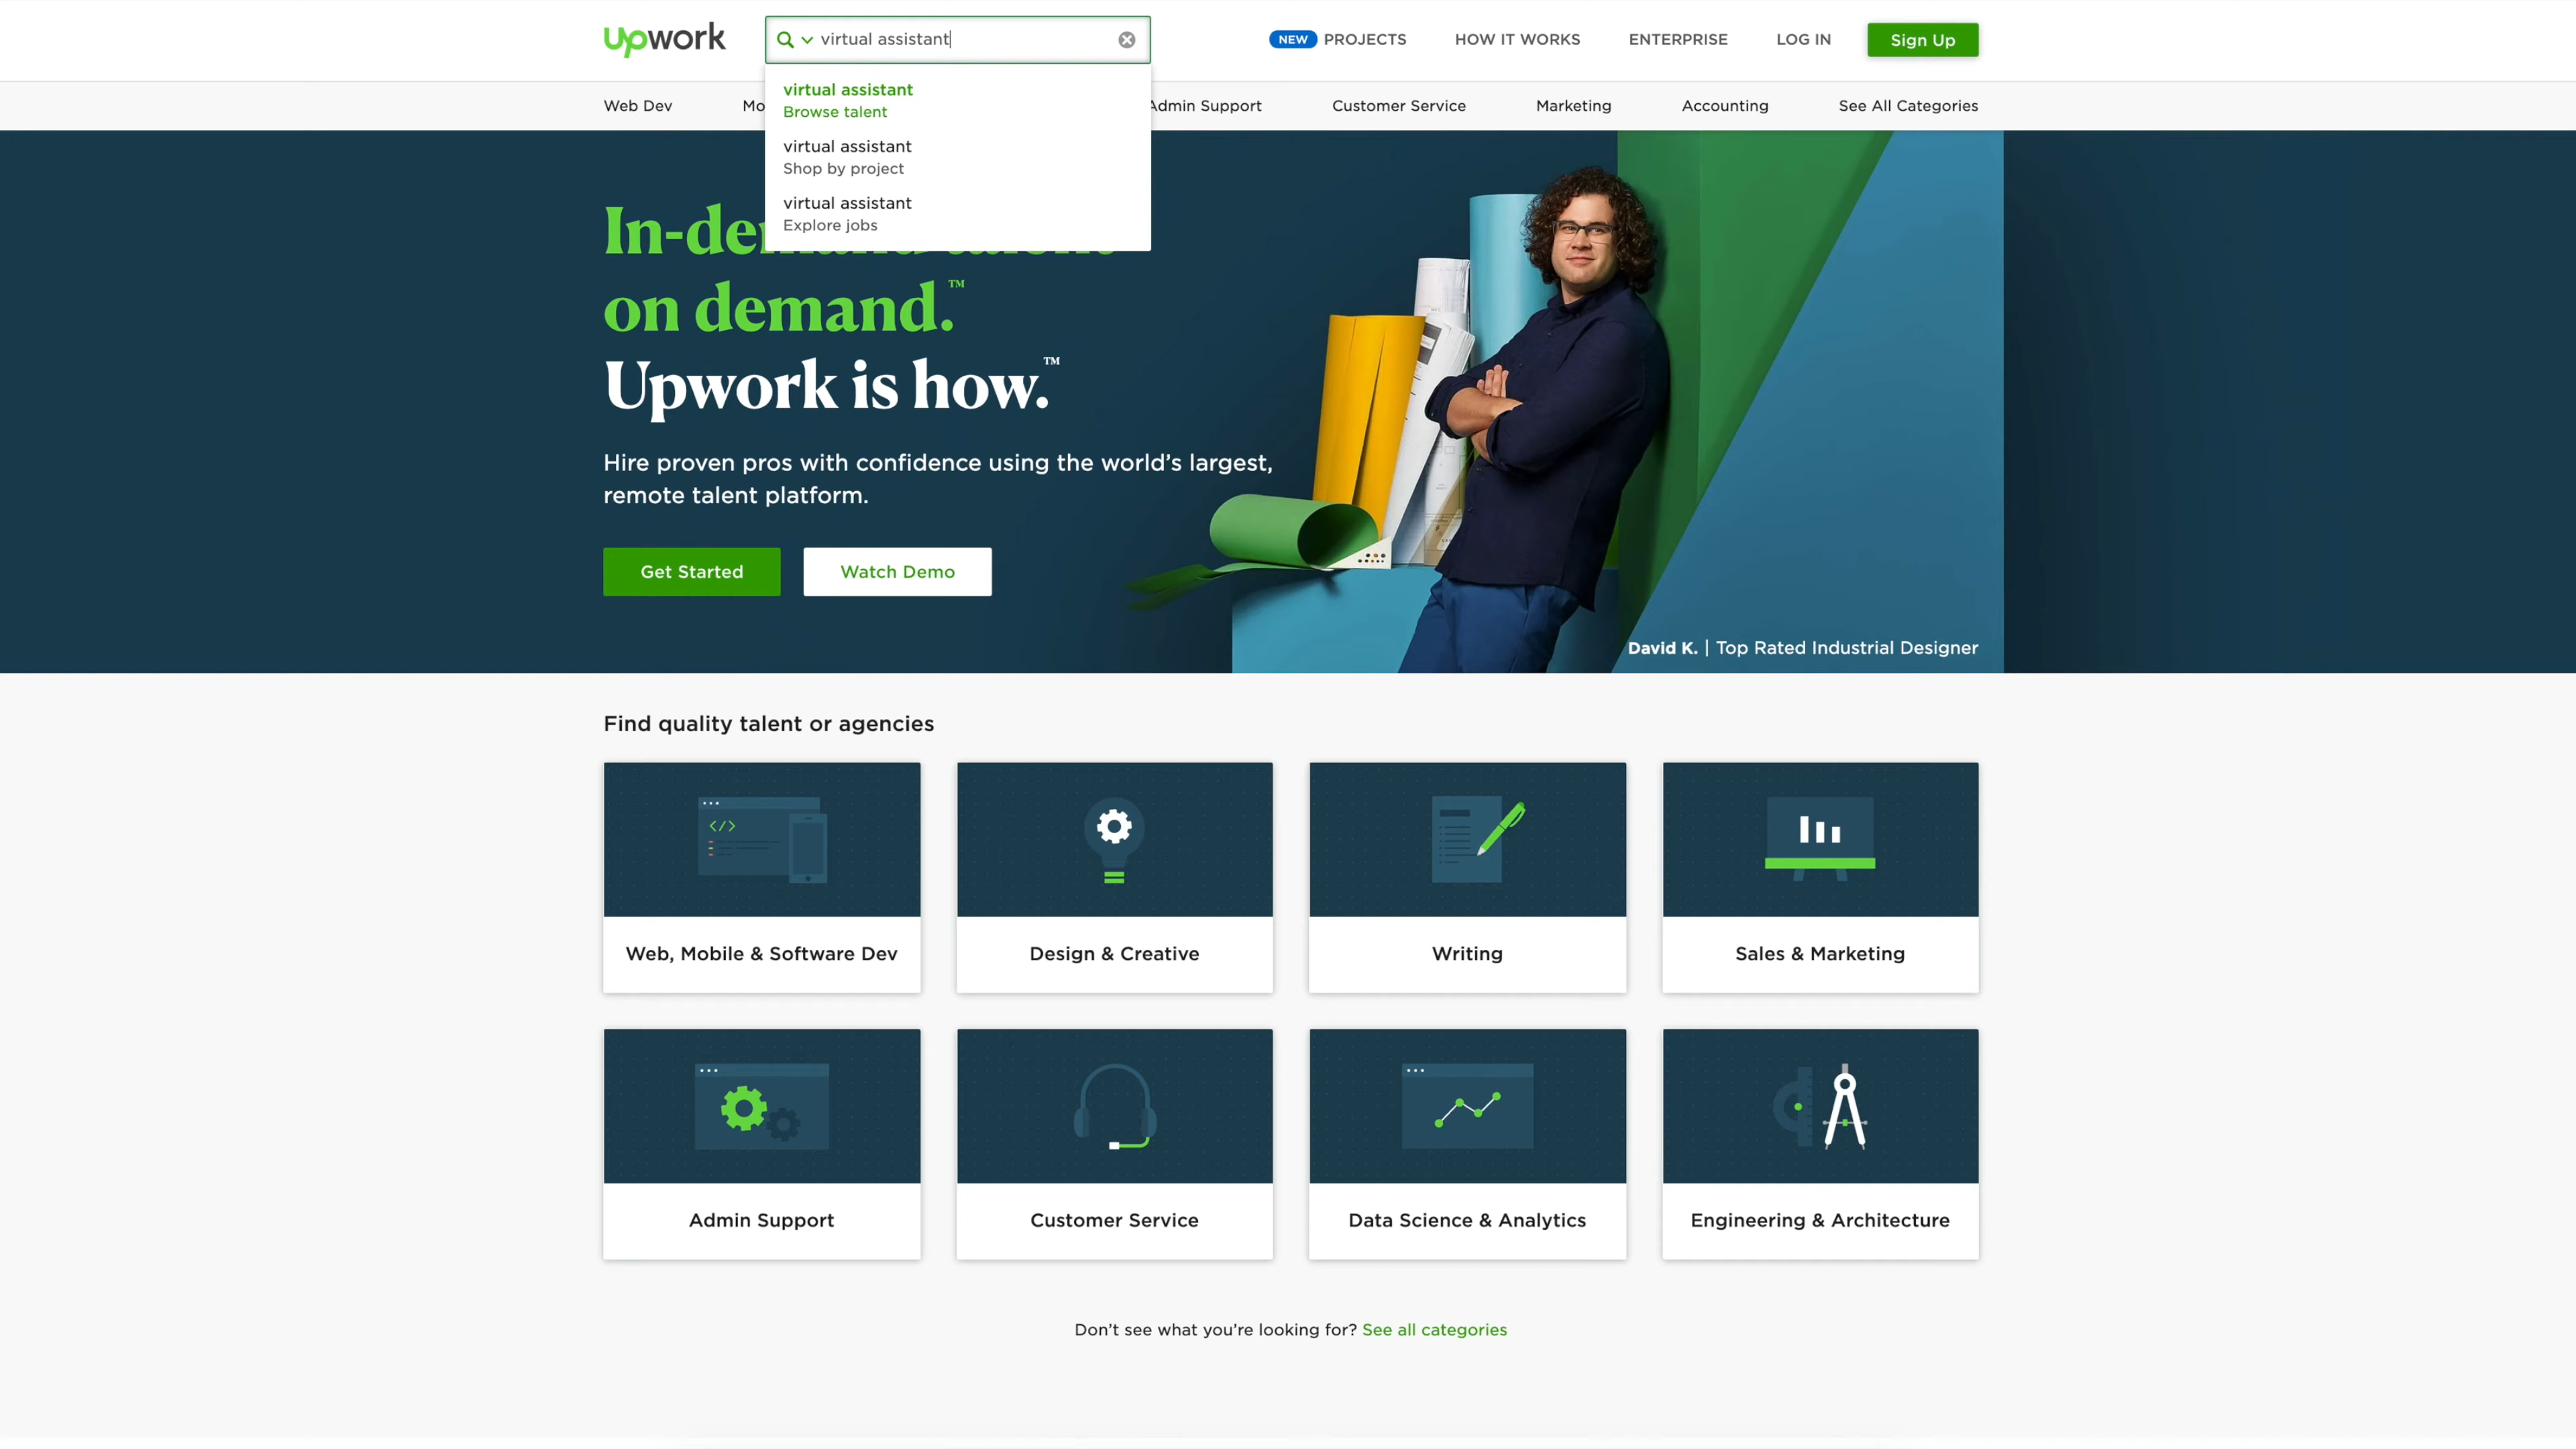 upwork
virtual assistant
NEW PROJECTS
HOW IT WORKS
ENTERPRISE
LOG IN
Sign Up
virtual assistant
Browse talent
virtual assistant
Shop by project
virtual assistant
Explore jobs
Web Dev
Mo
Admin Support
Customer Service
Marketing
Accounting
See All Categories
In-demand talent
on demand.™
Upwork is how.™
Hire proven pros with confidence using the world’s largest,
remote talent platform.
Get Started
Watch Demo
David K. | Top Rated Industrial Designer
Find quality talent or agencies
</>
Web, Mobile & Software Dev
Design & Creative
Writing
Sales & Marketing
Admin Support
Customer Service
Data Science & Analytics
Engineering & Architecture
Don’t see what you’re looking for? See all categories